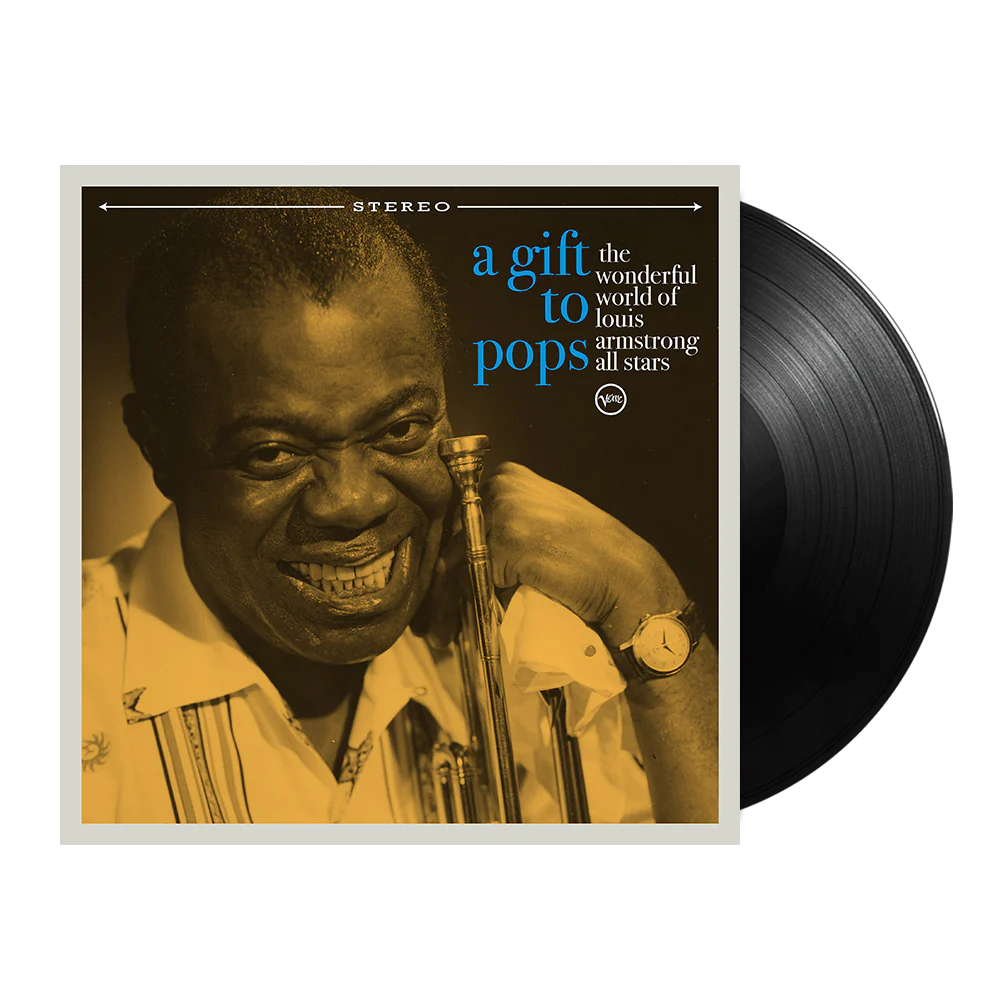 STEREO
a gift
to
pops
the
wonderful
world of
louis
armstrong
all stars
Verve